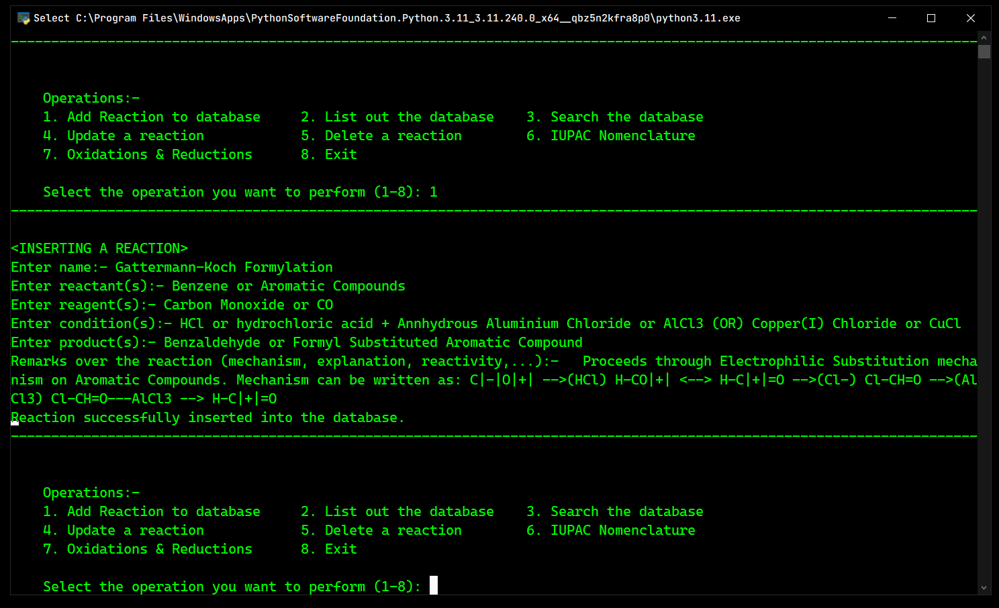 Select C:\Program Files\WindowsApps\PythonSoftwareFoundation.Python.3.11_3.11.240.0_x64__qbz5n2kfra8p0\python3.11.exe
------------------------------------------------------------------------------------------------------------------------
Operations:-
1. Add Reaction to database     2. List out the database    3. Search the database
4. Update a reaction            5. Delete a reaction        6. IUPAC Nomenclature
7. Oxidations & Reductions      8. Exit
Select the operation you want to perform (1-8): 1
------------------------------------------------------------------------------------------------------------------------
<INSERTING A REACTION>
Enter name:- Gattermann-Koch Formylation
Enter reactant(s):- Benzene or Aromatic Compounds
Enter reagent(s):- Carbon Monoxide or CO
Enter condition(s):- HCl or hydrochloric acid + Annhydrous Aluminium Chloride or AlCl3 (OR) Copper(I) Chloride or CuCl
Enter product(s):- Benzaldehyde or Formyl Substituted Aromatic Compound
Remarks over the reaction (mechanism, explanation, reactivity,...):-   Proceeds through Electrophilic Substitution mecha
nism on Aromatic Compounds. Mechanism can be written as: C|-|O|+| -->(HCl) H-CO|+| <--> H-C|+|=O -->(Cl-) Cl-CH=O -->(Al
Cl3) Cl-CH=O---AlCl3 --> H-C|+|=O
Reaction successfully inserted into the database.
------------------------------------------------------------------------------------------------------------------------
Operations:-
1. Add Reaction to database     2. List out the database    3. Search the database
4. Update a reaction            5. Delete a reaction        6. IUPAC Nomenclature
7. Oxidations & Reductions      8. Exit
Select the operation you want to perform (1-8):